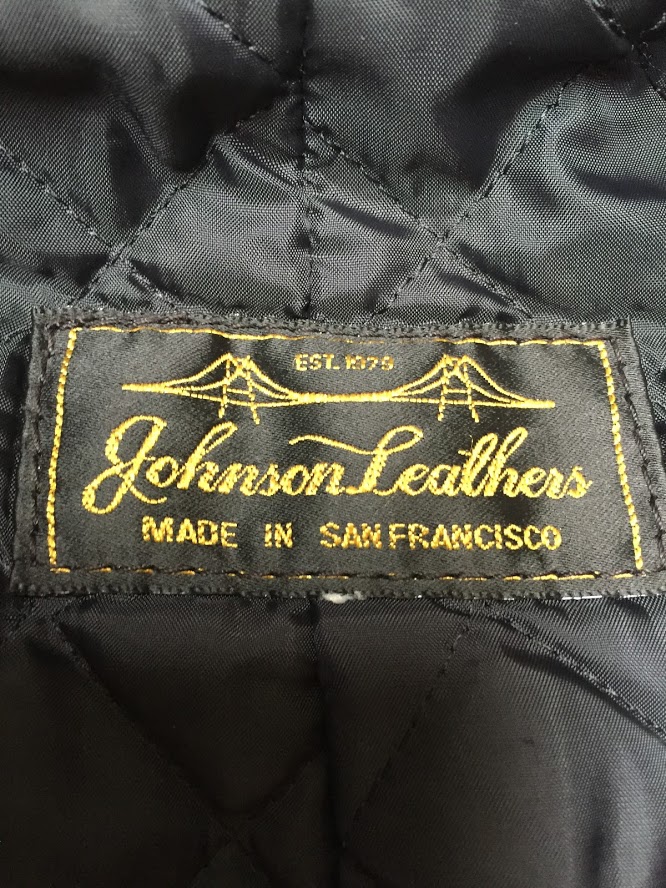 EST. 1979
Johnson Leathers
MADE IN SAN FRANCISCO